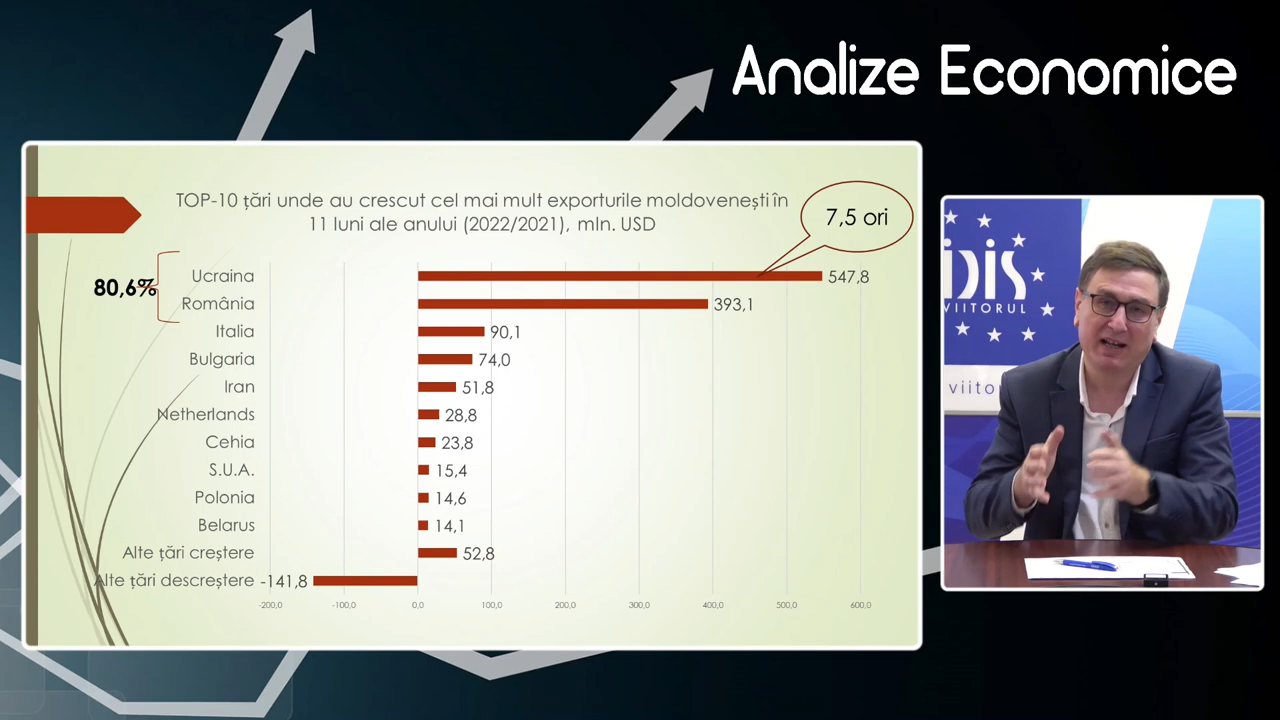 Analize Economice
TOP-10 țări unde au crescut cel mai mult exporturile moldovenești în
11 luni ale anului (2022/2021), mln. USD
7,5 ori
80,6%
Ucraina 547,8
România 393,1
Italia 90,1
Bulgaria 74,0
Iran 51,8
Netherlands 28,8
Cehia 23,8
S.U.A. 15,4
Polonia 14,6
Belarus 14,1
Alte țări creștere 52,8
Alte țări descreștere -141,8
-200,0 -100,0 0,0 100,0 200,0 300,0 400,0 500,0 600,0
IDIS
VIITORUL
viito